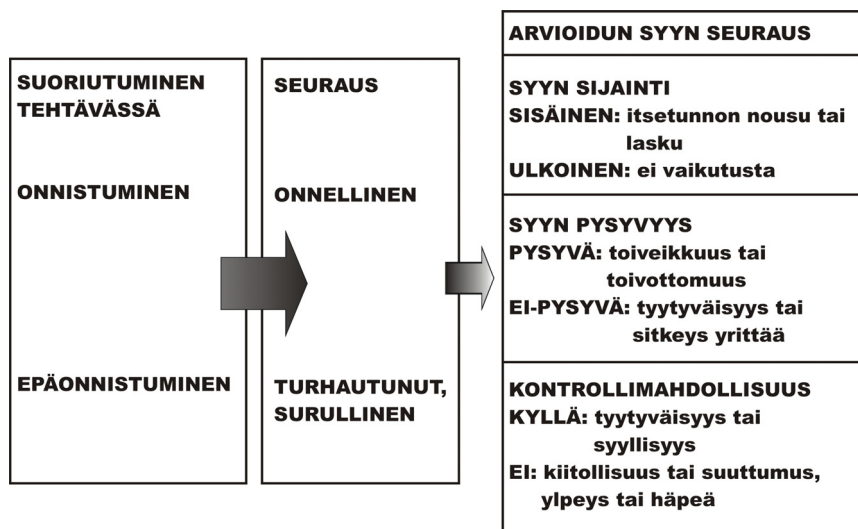 SUORIUTUMINEN
TEHTÄVÄSSÄ
ONNISTUMINEN
EPÄONNISTUMINEN
SEURAUS
ONNELLINEN
TURHAUTUNUT,
SURULLINEN
ARVIOIDUN SYYN SEURAUS
SYYN SIJAINTI
SISÄINEN: itsetunnon nousu tai
lasku
ULKOINEN: ei vaikutusta
SYYN PYSYVYYS
PYSYVÄ: toiveikkuus tai
toivottomuus
EI-PYSYVÄ: tyytyväisyys tai
sitkeys yrittää
KONTROLLIMAHDOLLISUUS
KYLLÄ: tyytyväisyys tai
syyllisyys
EI: kiitollisuus tai suuttumus,
ylpeys tai häpeä